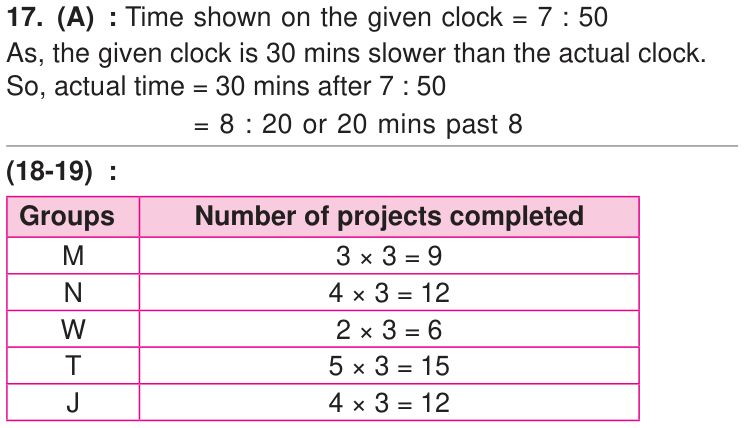 17. (A) : Time shown on the given clock = 7 : 50
As, the given clock is 30 mins slower than the actual clock.
So, actual time = 30 mins after 7 : 50
= 8 : 20 or 20 mins past 8
(18-19) :
Groups Number of projects completed
M 3 × 3 = 9
N 4 × 3 = 12
W 2 × 3 = 6
T 5 × 3 = 15
J 4 × 3 = 12